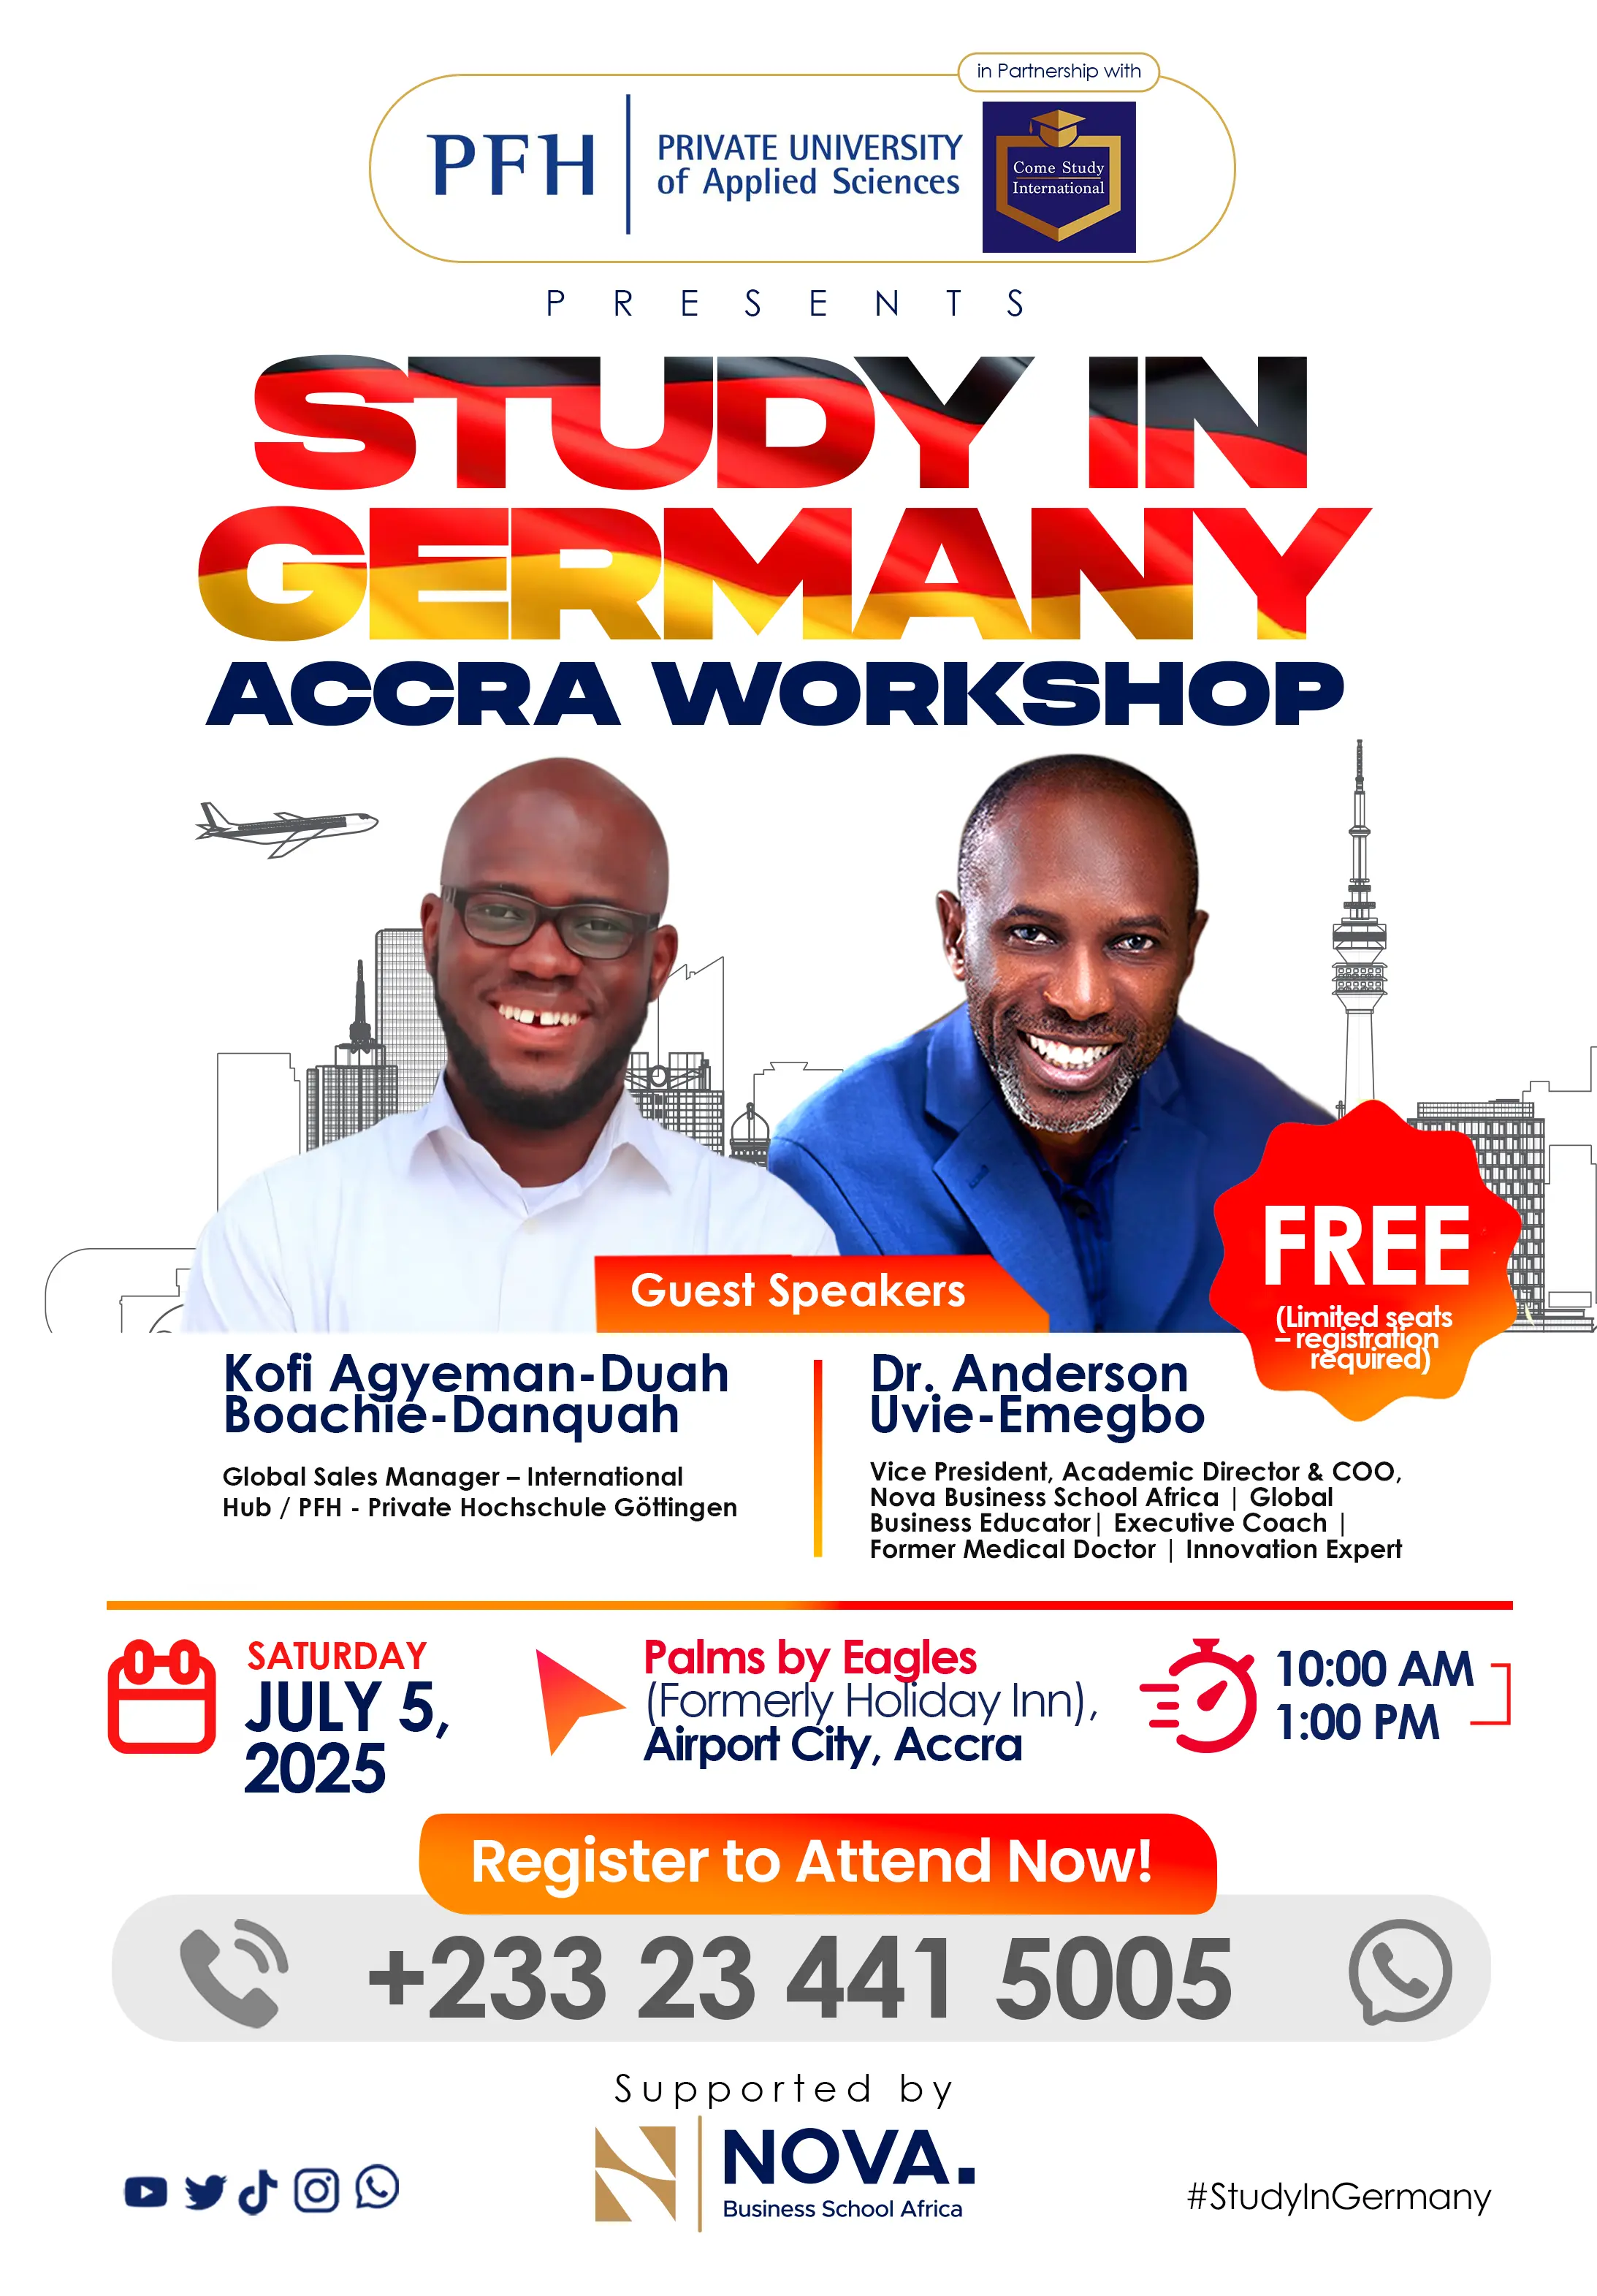 in Partnership with
PFH
PRIVATE UNIVERSITY
of Applied Sciences
Come Study
International
PRESENTS
STUDY IN
GERMANY
ACCRA WORKSHOP
Guest Speakers
FREE
(Limited seats
– registration
required)
Kofi Agyeman-Duah
Boachie-Danquah
Global Sales Manager – International
Hub / PFH - Private Hochschule Göttingen
Dr. Anderson
Uvie-Emegbo
Vice President, Academic Director & COO,
Nova Business School Africa | Global
Business Educator| Executive Coach |
Former Medical Doctor | Innovation Expert
SATURDAY
JULY 5,
2025
Palms by Eagles
(Formerly Holiday Inn),
Airport City, Accra
10:00 AM
1:00 PM
Register to Attend Now!
+233 23 441 5005
Supported by
NOVA.
Business School Africa
#StudyInGermany